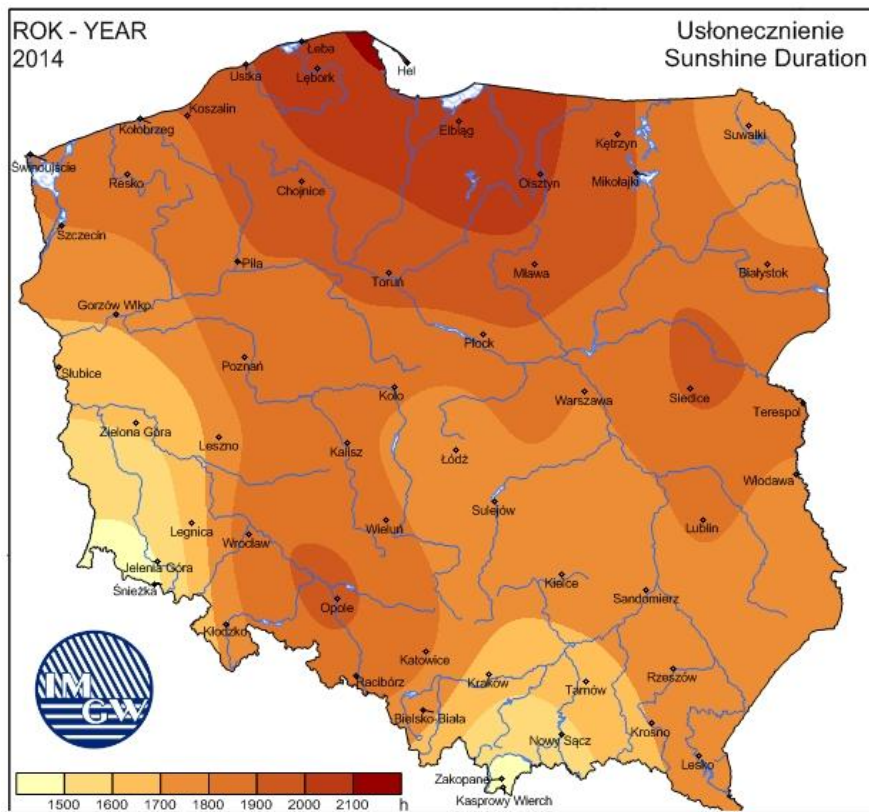 ROK - YEAR
2014
Usłonecznienie
Sunshine Duration
Łeba
Hel
Ustka
Lębork
Koszalin
Kołobrzeg
Elbląg
Suwałki
Kętrzyn
Świnoujście
Resko
Chojnice
Olsztyn
Mikołajki
Szczecin
Piła
Toruń
Mława
Białystok
Gorzów Wlkp.
Płock
Słubice
Poznań
Koło
Warszawa
Siedlce
Terespol
Zielona Góra
Leszno
Kalisz
Łódź
Włodawa
Sulejów
Legnica
Wrocław
Wieluń
Lublin
Jelenia Góra
Śnieżka
Kielce
Sandomierz
Opole
Kłodzko
Katowice
Kraków
Tarnów
Rzeszów
Racibórz
Bielsko-Biała
Nowy Sącz
Krosno
Lesko
Zakopane
Kasprowy Wierch
IM
GW
1500 1600 1700 1800 1900 2000 2100 h